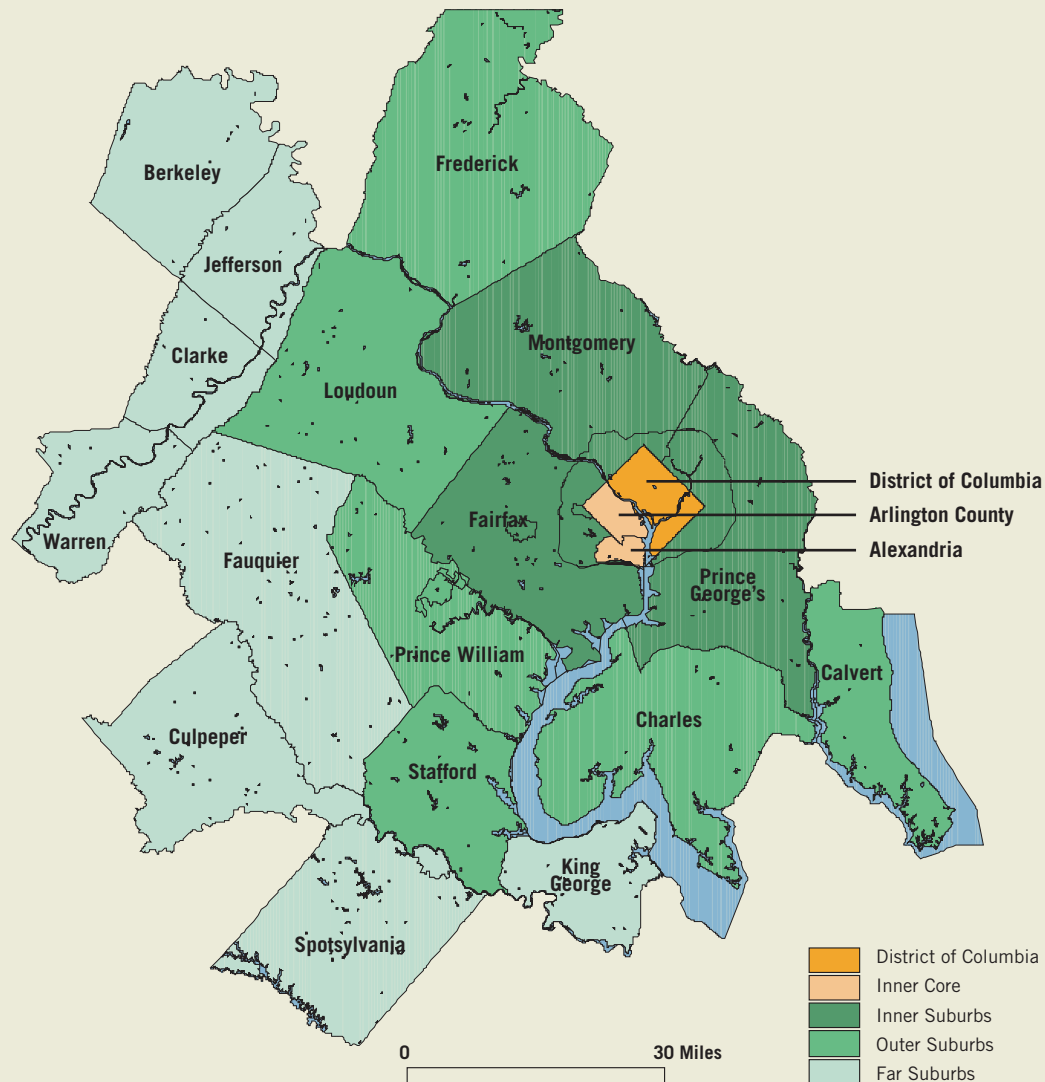 Frederick
Berkeley
Jefferson
Montgomery
Clarke
Loudoun
District of Columbia
Arlington County
Fairfax
Warren
Alexandria
Fauquier
Prince
George's
Prince William
Calvert
Charles
Culpeper
Stafford
King
George
Spotsylvania
District of Columbia
Inner Core
Inner Suburbs
Outer Suburbs
Far Suburbs
0 30 Miles